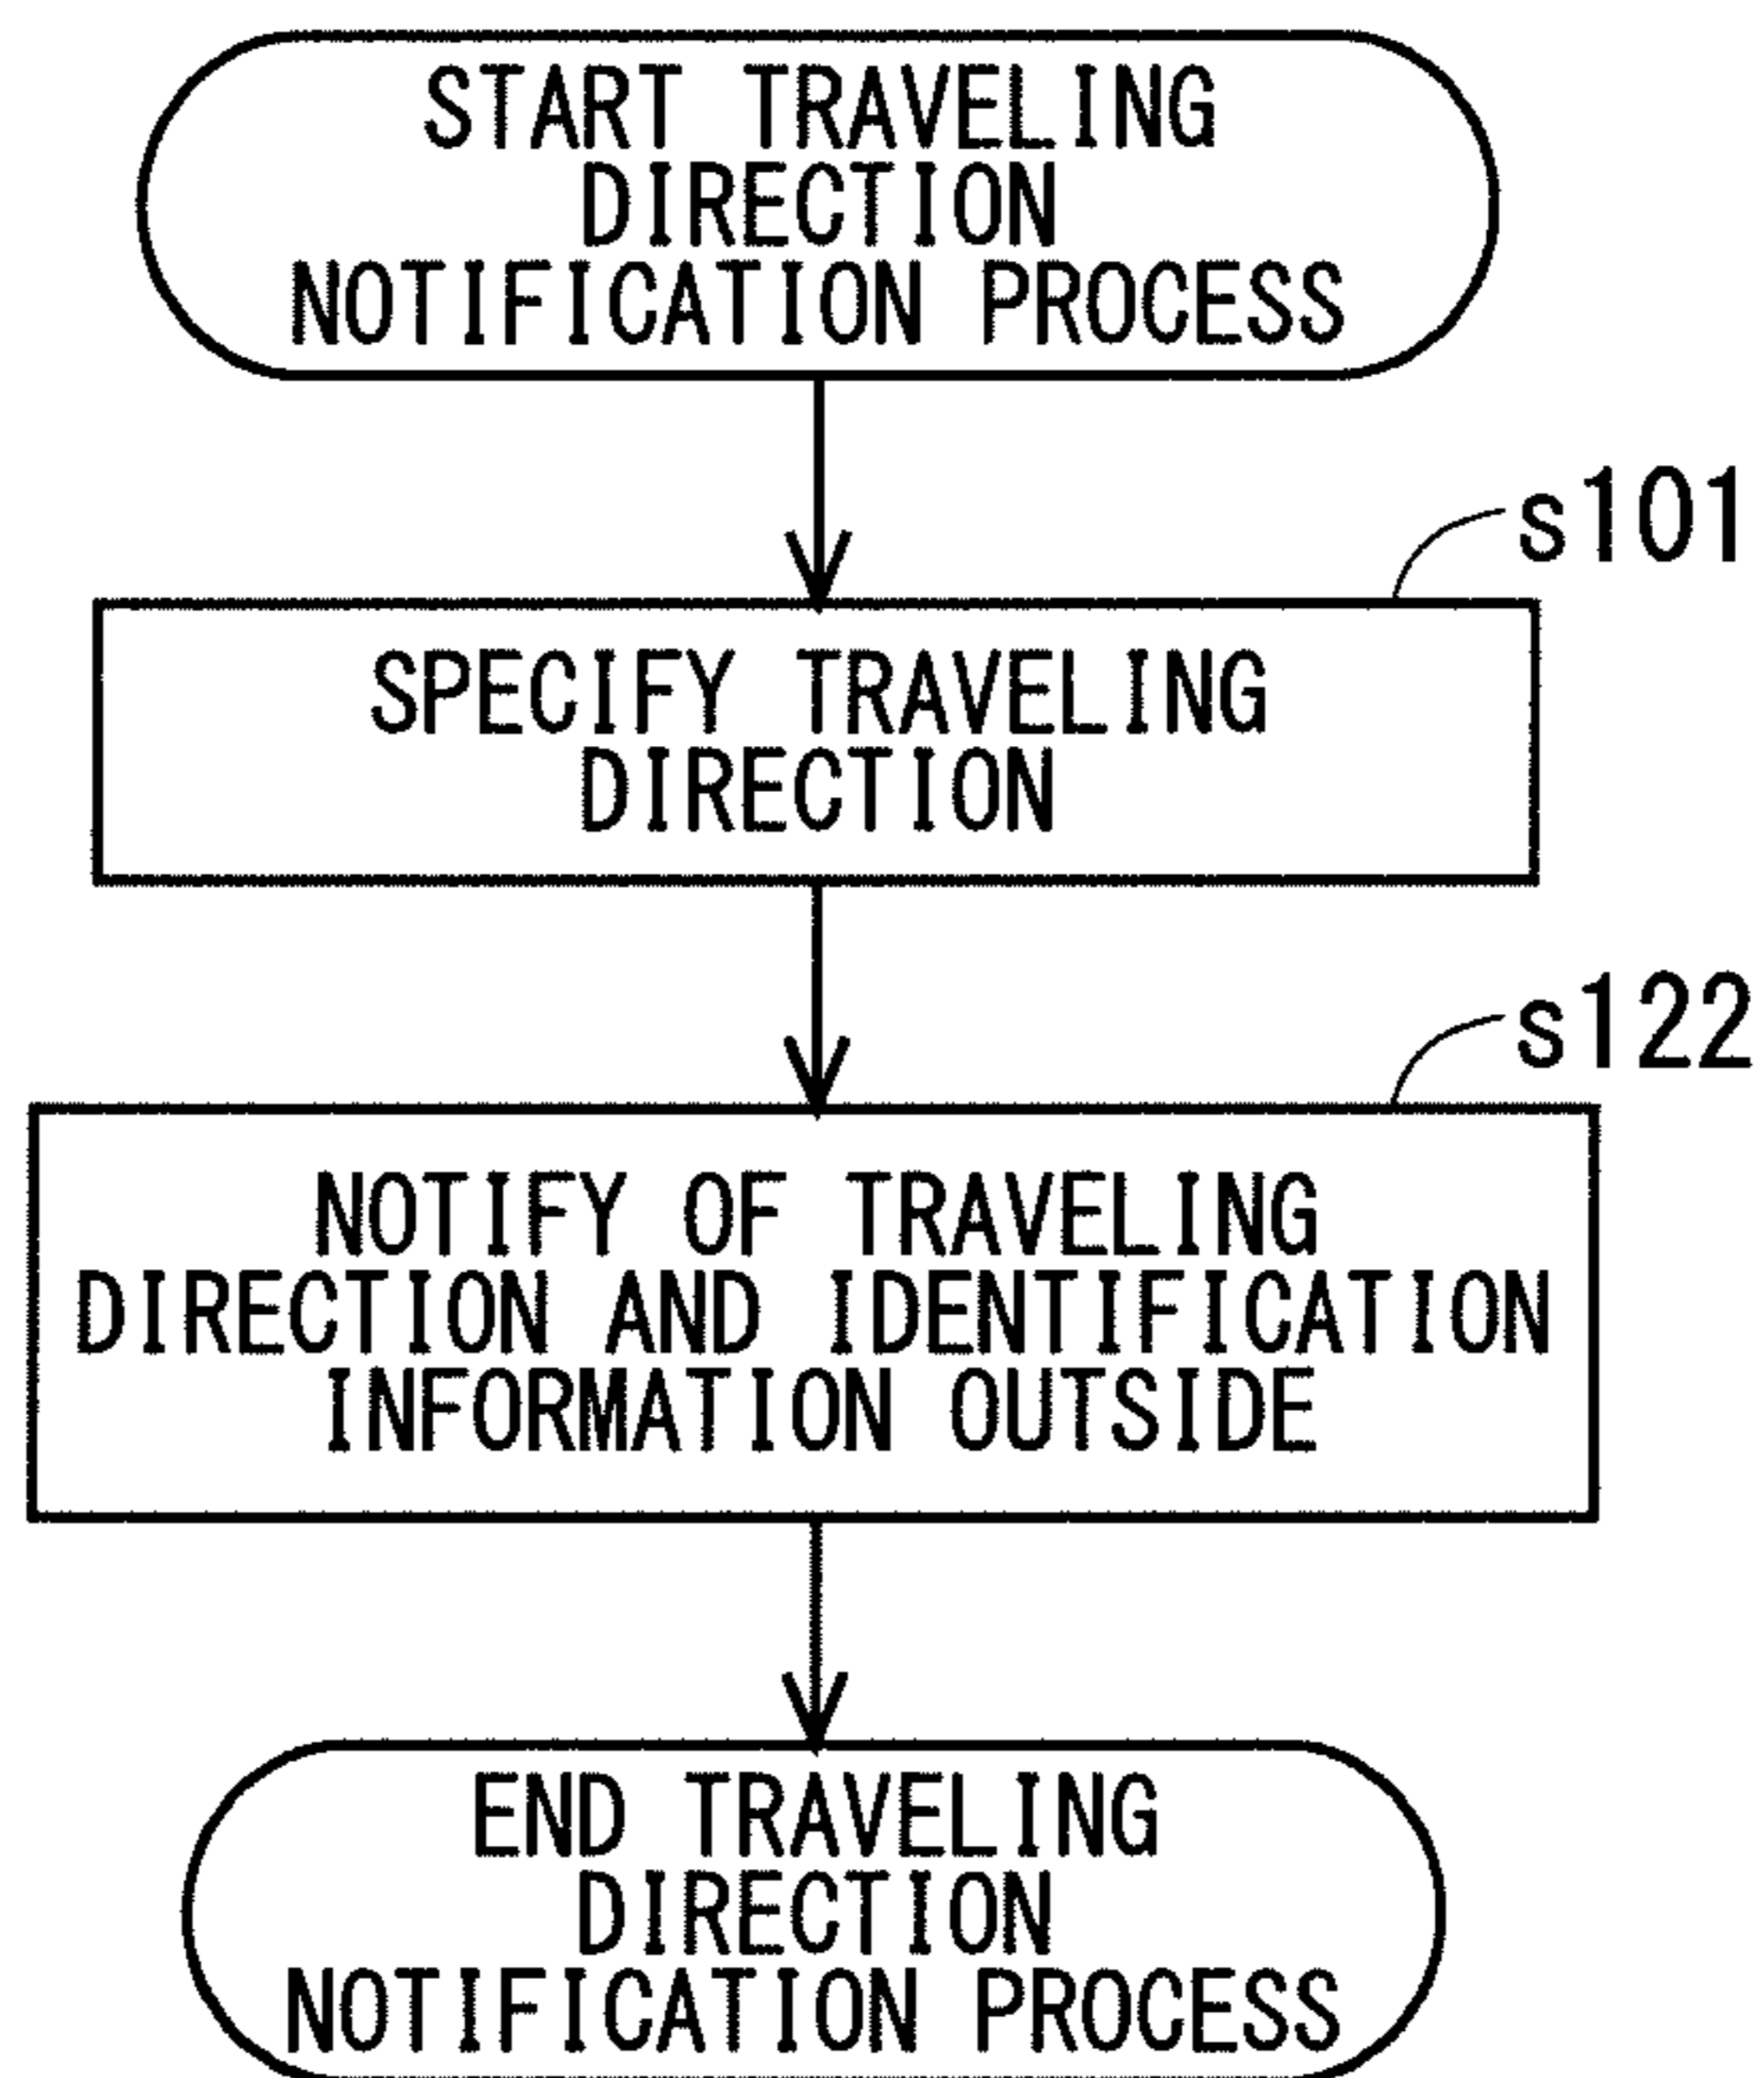 START TRAVELING
DIRECTION
NOTIFICATION PROCESS
s101
SPECIFY TRAVELING
DIRECTION
s122
NOTIFY OF TRAVELING
DIRECTION AND IDENTIFICATION
INFORMATION OUTSIDE
END TRAVELING
DIRECTION
NOTIFICATION PROCESS